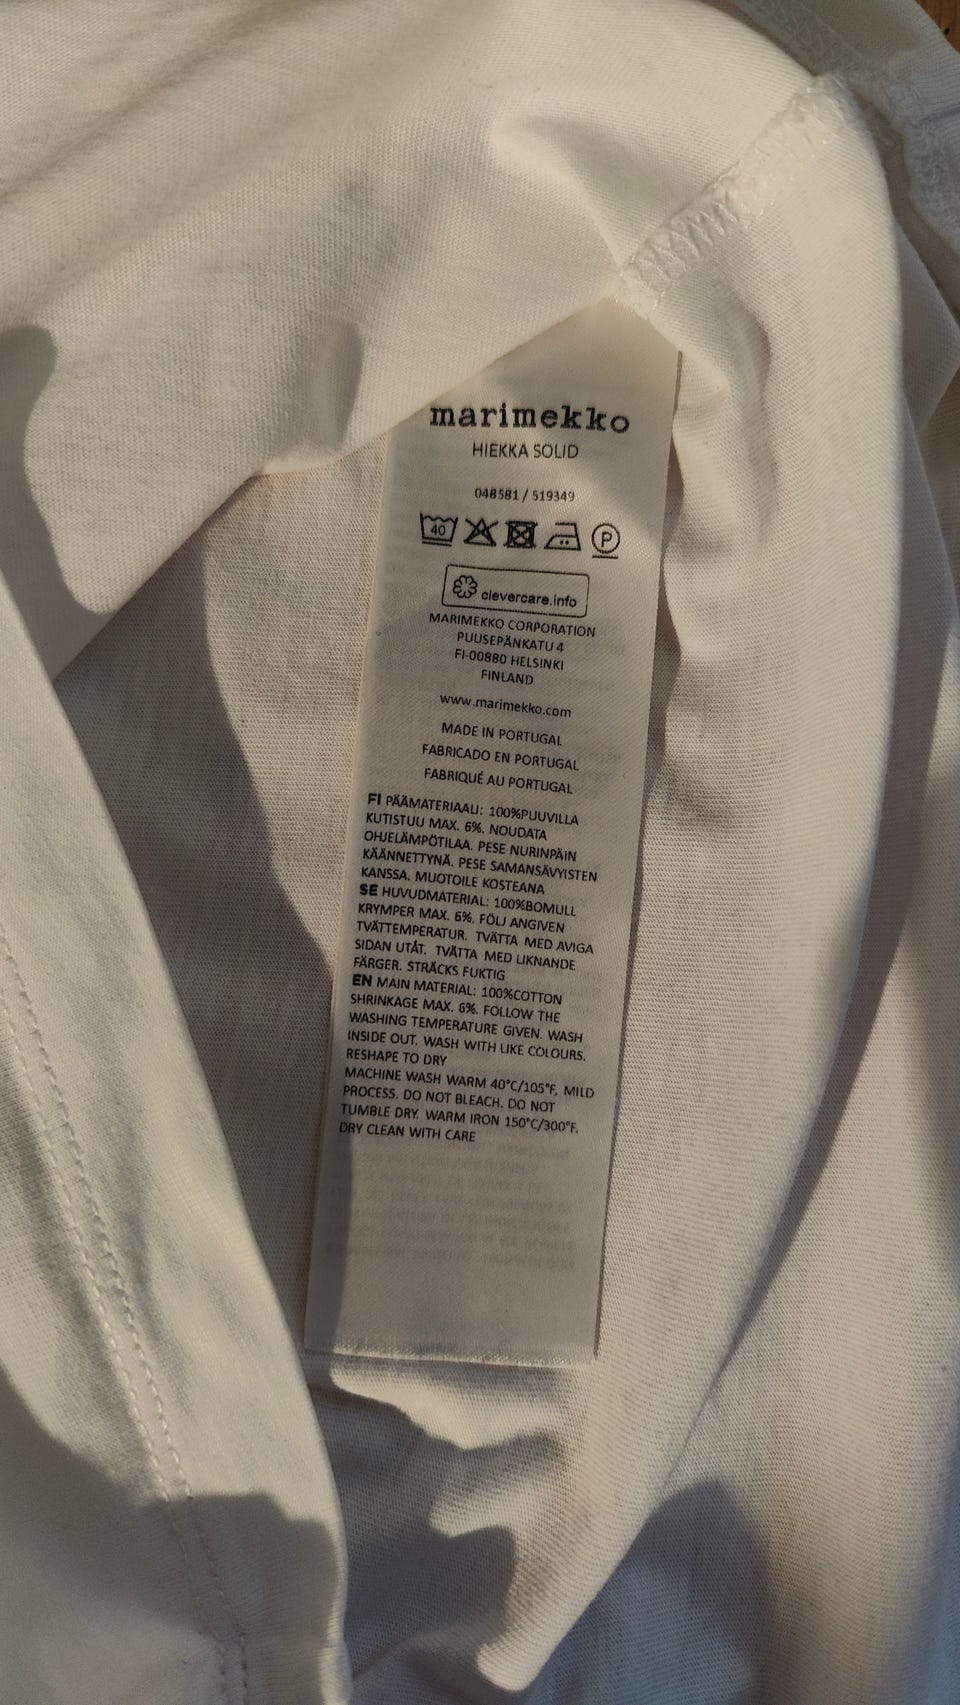 marimekko
HIEKKA SOLID
048581 / 519349
40 P
clevercare.info
MARIMEKKO CORPORATION
PUUSEPÄNKATU 4
FI-00880 HELSINKI
FINLAND
www.marimekko.com
MADE IN PORTUGAL
FABRICADO EN PORTUGAL
FABRIQUÉ AU PORTUGAL
FI PÄÄMATERIAALI: 100%PUUVILLA
KUTISTUU MAX. 6%. NOUDATA
OHJELÄMPÖTILAA. PESE NURINPÄIN
KÄÄNNETTYNÄ. PESE SAMANSÄVYISTEN
KANSSA. MUOTOILE KOSTEANA
SE HUVUDMATERIAL: 100%BOMULL
KRYMPER MAX. 6%. FÖLJ ANGIVEN
TVÄTTEMPERATUR. TVÄTTA MED AVIGA
SIDAN UTÅT. TVÄTTA MED LIKNANDE
FÄRGER. STRÄCKS FUKTIG
EN MAIN MATERIAL: 100%COTTON
SHRINKAGE MAX. 6%. FOLLOW THE
WASHING TEMPERATURE GIVEN. WASH
INSIDE OUT. WASH WITH LIKE COLOURS.
RESHAPE TO DRY
MACHINE WASH WARM 40°C/105°F, MILD
PROCESS. DO NOT BLEACH. DO NOT
TUMBLE DRY. WARM IRON 150°C/300°F.
DRY CLEAN WITH CARE